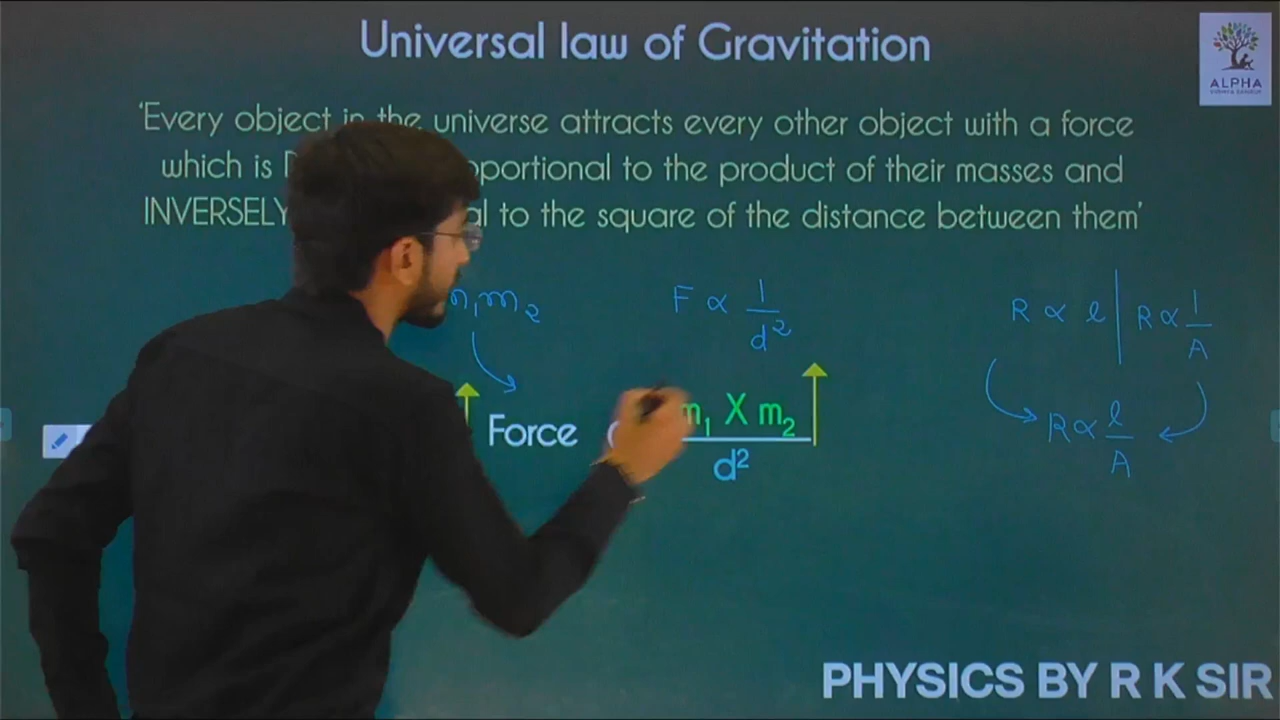 Universal law of Gravitation
ALPHA
'Every object in the universe attracts every other object with a force
which is proportional to the product of their masses and
INVERSELY to the square of the distance between them'
m₂ F ∝ 1/d²
R ∝ l | R ∝ 1/A
Force m₁ X m₂
d²
R ∝ l/A
PHYSICS BY R K SIR